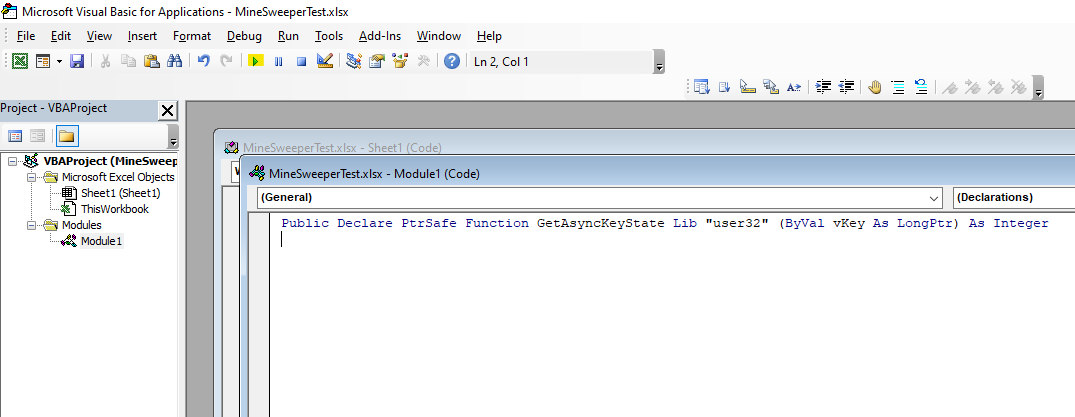 Microsoft Visual Basic for Applications - MineSweeperTest.xlsx
File Edit View Insert Format Debug Run Tools Add-Ins Window Help
Ln 2, Col 1
Project - VBAProject
VBAProject (MineSweep
Microsoft Excel Objects
Sheet1 (Sheet1)
ThisWorkbook
Modules
Module1
MineSweeperTest.xlsx - Sheet1 (Code)
MineSweeperTest.xlsx - Module1 (Code)
(General) (Declarations)
Public Declare PtrSafe Function GetAsyncKeyState Lib "user32" (ByVal vKey As LongPtr) As Integer